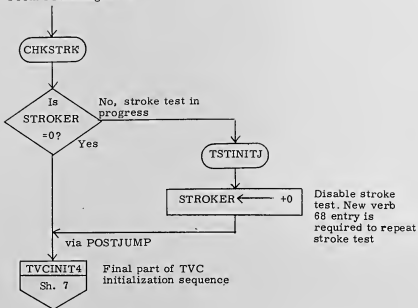 CHKSTRK
Is
STROKER
=0?
No, stroke test in
progress
Yes
TSTINITJ
STROKER ← +0
Disable stroke
test. New verb
68 entry is
required to repeat
stroke test
via POSTJUMP
TVCINIT4
Sh. 7
Final part of TVC
initialization sequence